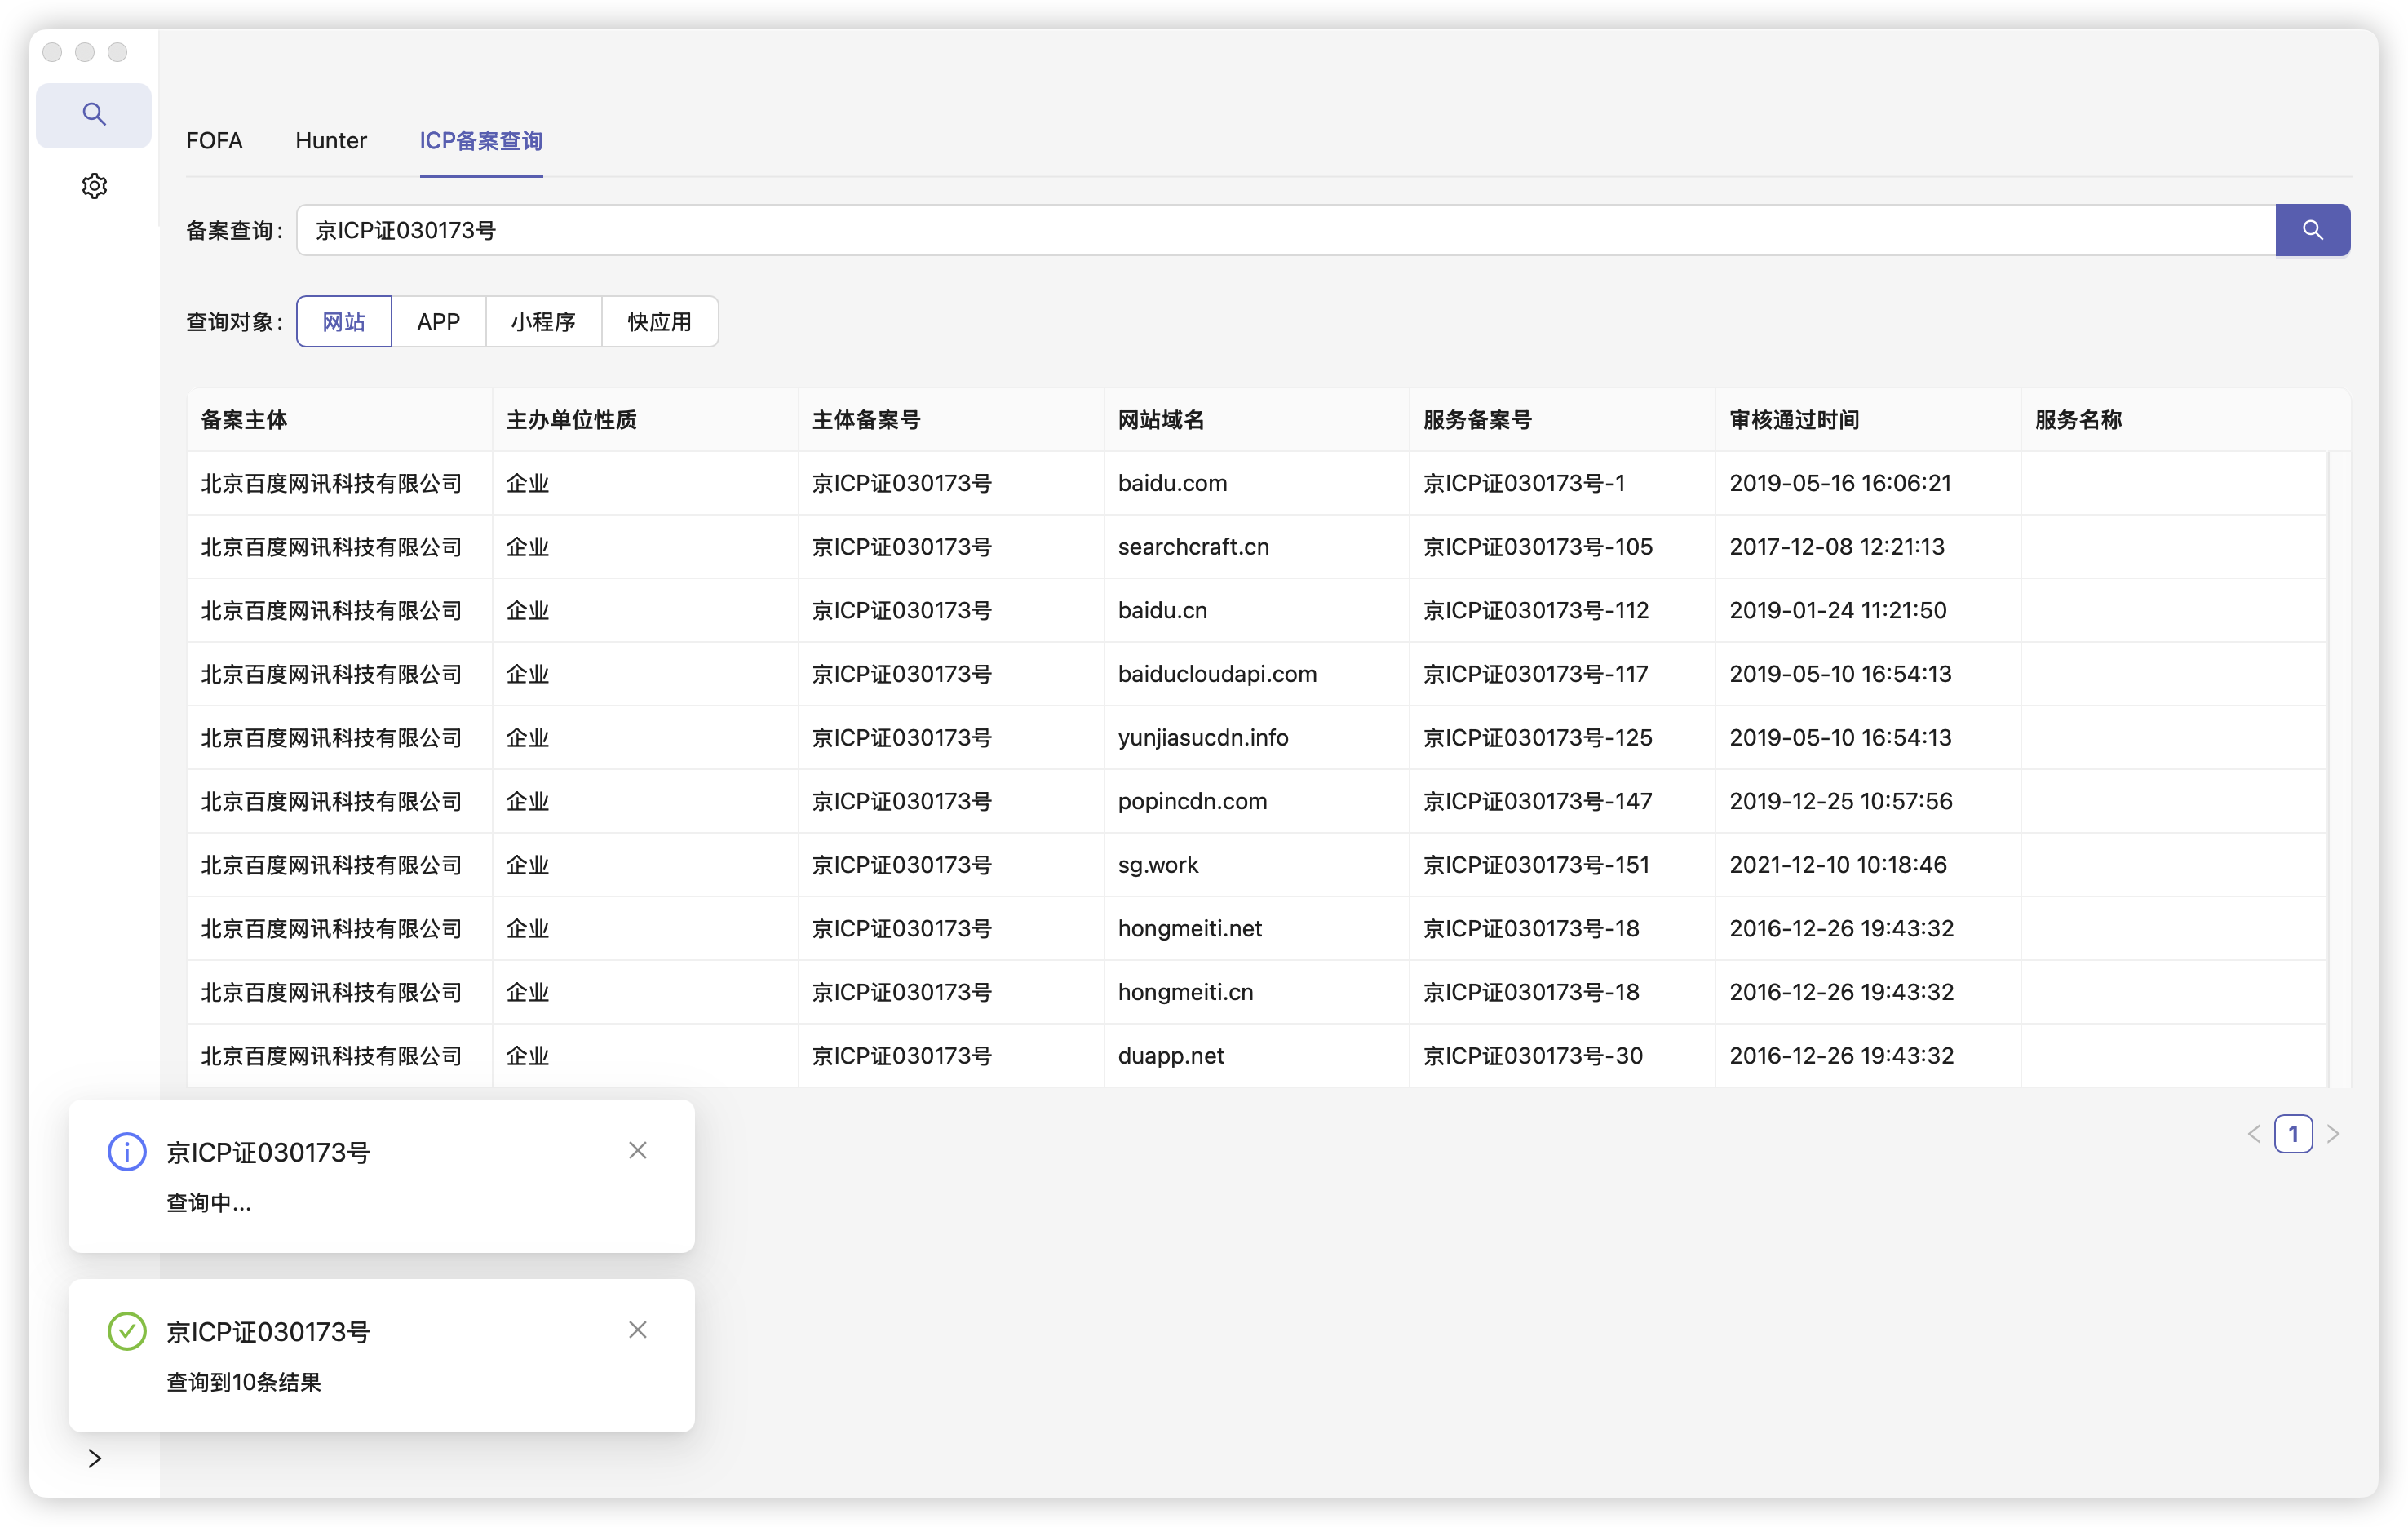 FOFA Hunter ICP备案查询
备案查询: 京ICP证030173号
查询对象: 网站 APP 小程序 快应用
备案主体 主办单位性质 主体备案号 网站域名 服务备案号 审核通过时间 服务名称
北京百度网讯科技有限公司 企业 京ICP证030173号 baidu.com 京ICP证030173号-1 2019-05-16 16:06:21
北京百度网讯科技有限公司 企业 京ICP证030173号 searchcraft.cn 京ICP证030173号-105 2017-12-08 12:21:13
北京百度网讯科技有限公司 企业 京ICP证030173号 baidu.cn 京ICP证030173号-112 2019-01-24 11:21:50
北京百度网讯科技有限公司 企业 京ICP证030173号 baiducloudapi.com 京ICP证030173号-117 2019-05-10 16:54:13
北京百度网讯科技有限公司 企业 京ICP证030173号 yunjiasucdn.info 京ICP证030173号-125 2019-05-10 16:54:13
北京百度网讯科技有限公司 企业 京ICP证030173号 popincdn.com 京ICP证030173号-147 2019-12-25 10:57:56
北京百度网讯科技有限公司 企业 京ICP证030173号 sg.work 京ICP证030173号-151 2021-12-10 10:18:46
北京百度网讯科技有限公司 企业 京ICP证030173号 hongmeiti.net 京ICP证030173号-18 2016-12-26 19:43:32
北京百度网讯科技有限公司 企业 京ICP证030173号 hongmeiti.cn 京ICP证030173号-18 2016-12-26 19:43:32
北京百度网讯科技有限公司 企业 京ICP证030173号 duapp.net 京ICP证030173号-30 2016-12-26 19:43:32
1
京ICP证030173号
查询中...
京ICP证030173号
查询到10条结果